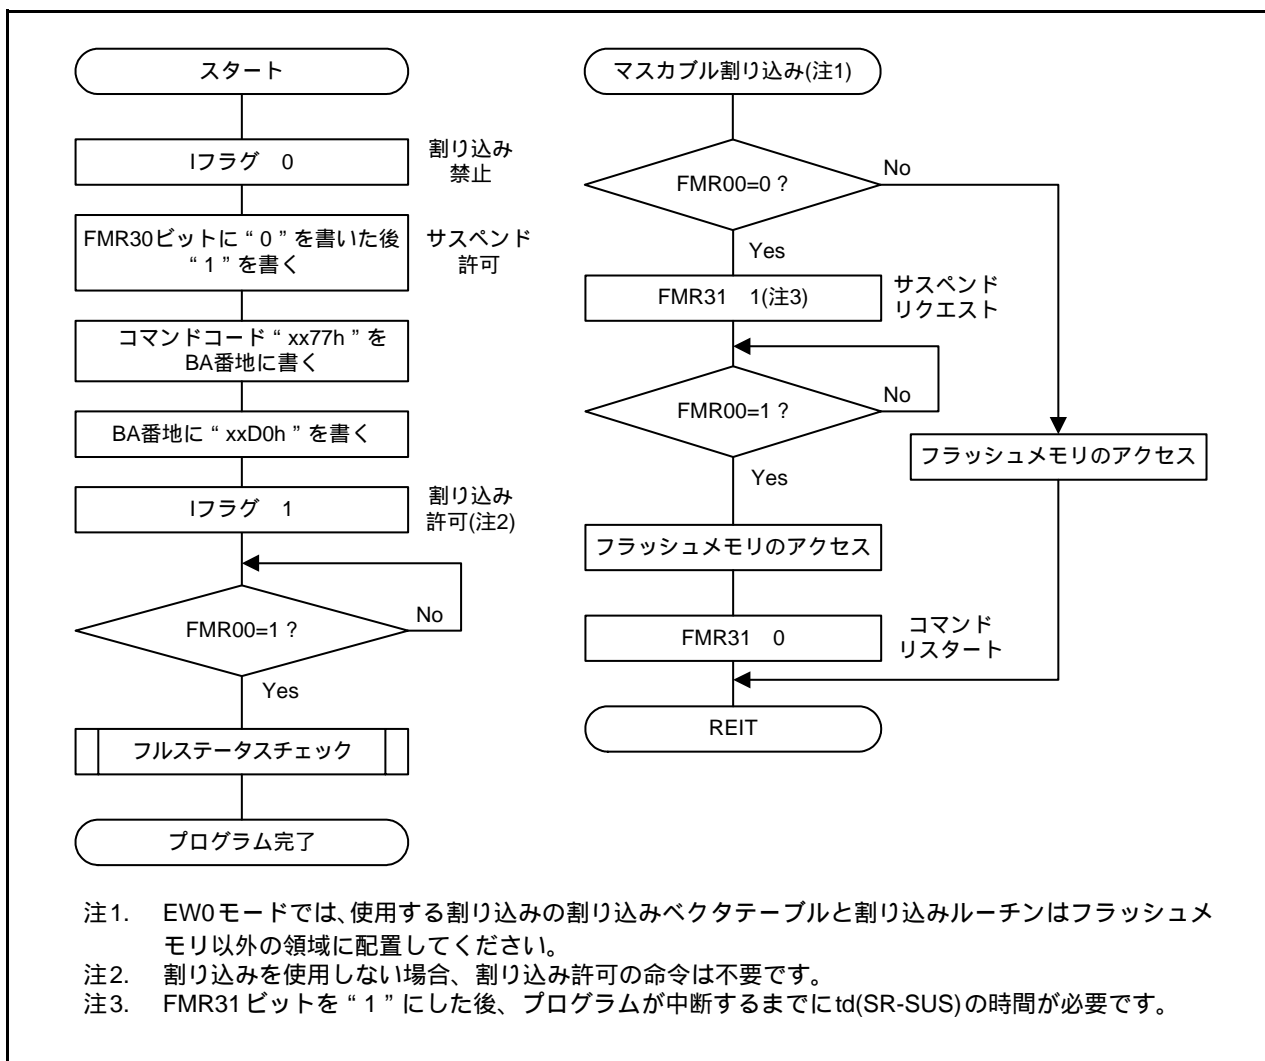 スタート
Iフラグ 0
割り込み
禁止
FMR30ビットに“0”を書いた後
“1”を書く
サスペンド
許可
コマンドコード“xx77h”を
BA番地に書く
BA番地に“xxD0h”を書く
Iフラグ 1
割り込み
許可(注2)
FMR00=1？
No
Yes
フルステータスチェック
プログラム完了
マスカブル割り込み(注1)
FMR00=0？
No
Yes
FMR31 1(注3)
サスペンド
リクエスト
FMR00=1？
No
Yes
フラッシュメモリのアクセス
フラッシュメモリのアクセス
FMR31 0
コマンド
リスタート
REIT
注1. EW0モードでは、使用する割り込みの割り込みベクタテーブルと割り込みルーチンはフラッシュメ
モリ以外の領域に配置してください。
注2. 割り込みを使用しない場合、割り込み許可の命令は不要です。
注3. FMR31ビットを“1”にした後、プログラムが中断するまでにtd(SR-SUS)の時間が必要です。